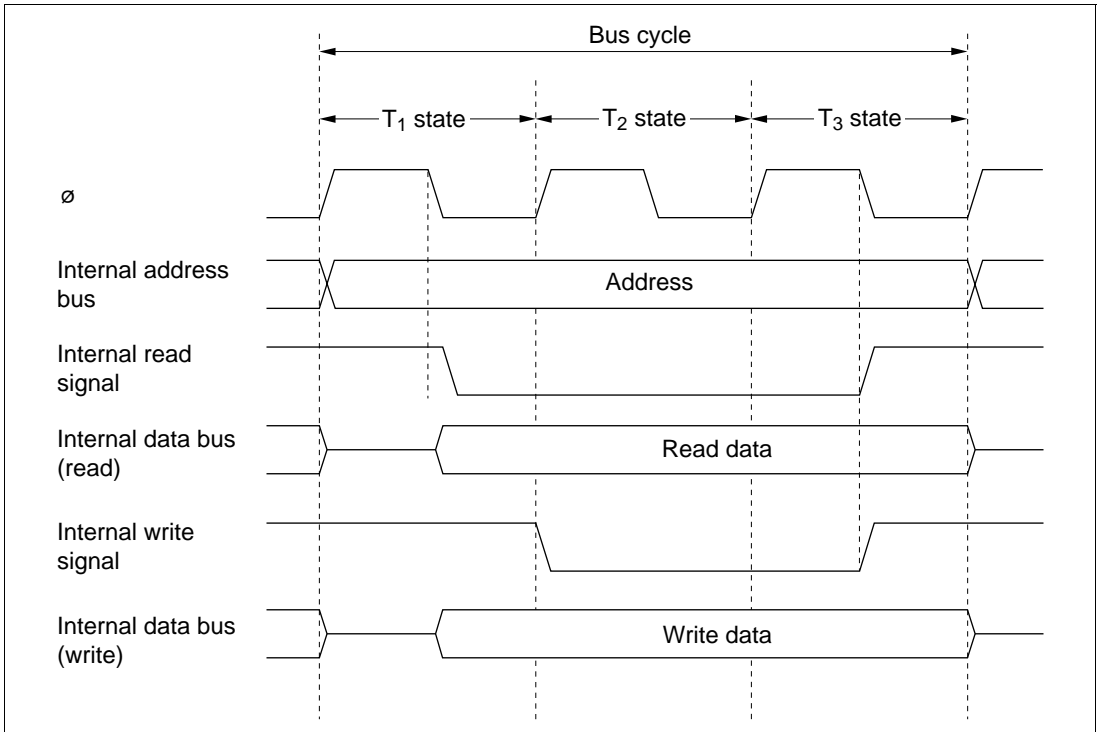 Bus cycle
T₁ state
T₂ state
T₃ state
ø
Internal address
bus
Address
Internal read
signal
Internal data bus
(read)
Read data
Internal write
signal
Internal data bus
(write)
Write data